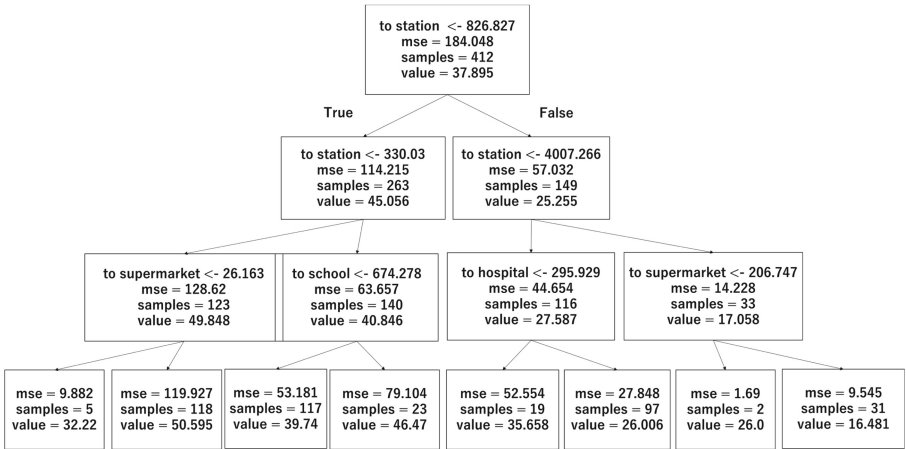 to station <- 826.827
mse = 184.048
samples = 412
value = 37.895
True
False
to station <- 330.03
mse = 114.215
samples = 263
value = 45.056
to station <- 4007.266
mse = 57.032
samples = 149
value = 25.255
to supermarket <- 26.163
mse = 128.62
samples = 123
value = 49.848
to school <- 674.278
mse = 63.657
samples = 140
value = 40.846
to hospital <- 295.929
mse = 44.654
samples = 116
value = 27.587
to supermarket <- 206.747
mse = 14.228
samples = 33
value = 17.058
mse = 9.882
samples = 5
value = 32.22
mse = 119.927
samples = 118
value = 50.595
mse = 53.181
samples = 117
value = 39.74
mse = 79.104
samples = 23
value = 46.47
mse = 52.554
samples = 19
value = 35.658
mse = 27.848
samples = 97
value = 26.006
mse = 1.69
samples = 2
value = 26.0
mse = 9.545
samples = 31
value = 16.481